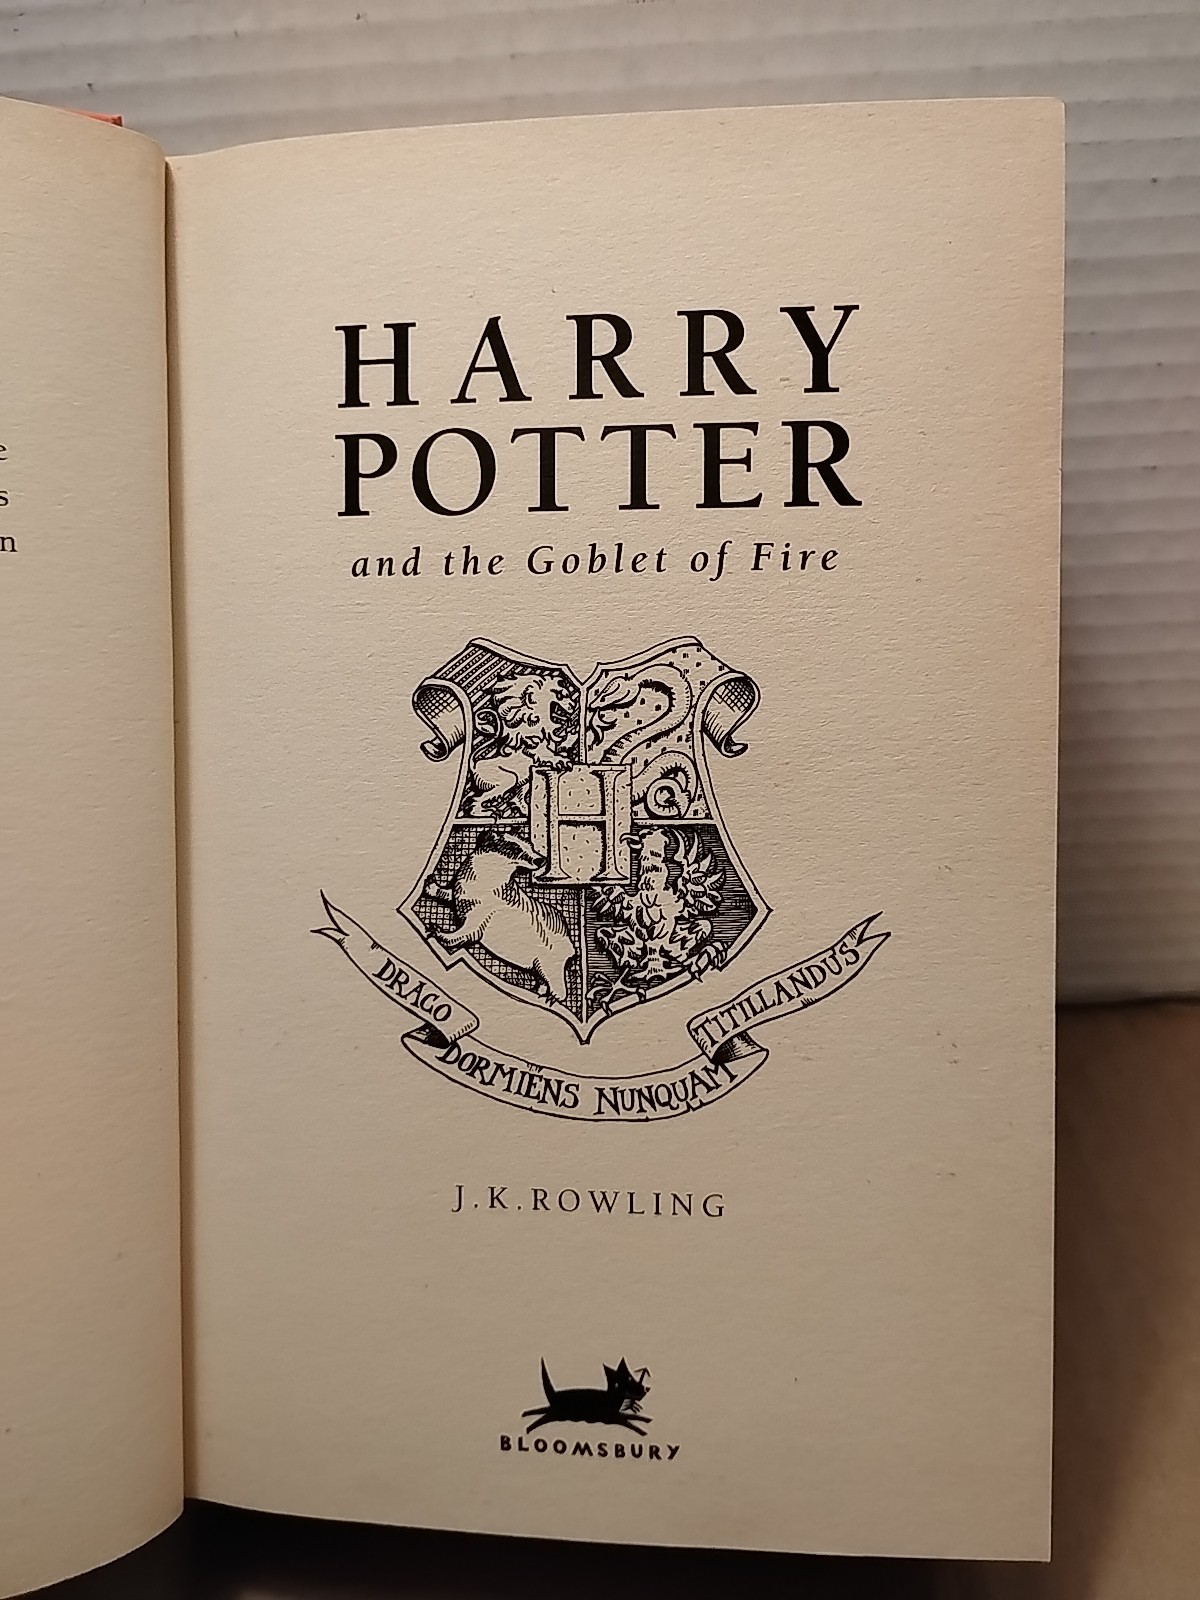 e
s
n
HARRY
POTTER
and the Goblet of Fire
H
DRACO
DORMIENS NUNQUAM
TITILLANDUS
J.K.ROWLING
BLOOMSBURY